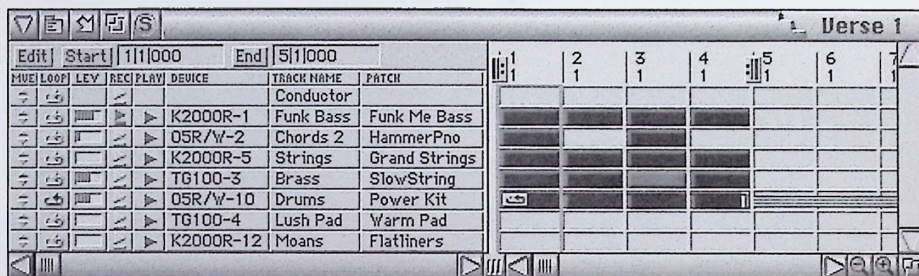 Verse 1
Edit Start 1|1|000 End 5|1|000
1 2 3 4 5 6 7
1 1 1 1 1 1 1
MVE LOOP LEV REC PLAY DEVICE TRACK NAME PATCH
Conductor
K2000R-1 Funk Bass Funk Me Bass
05R/W-2 Chords 2 HammerPno
K2000R-5 Strings Grand Strings
TG100-3 Brass SlowString
05R/W-10 Drums Power Kit
TG100-4 Lush Pad Warm Pad
K2000R-12 Moans Flatliners